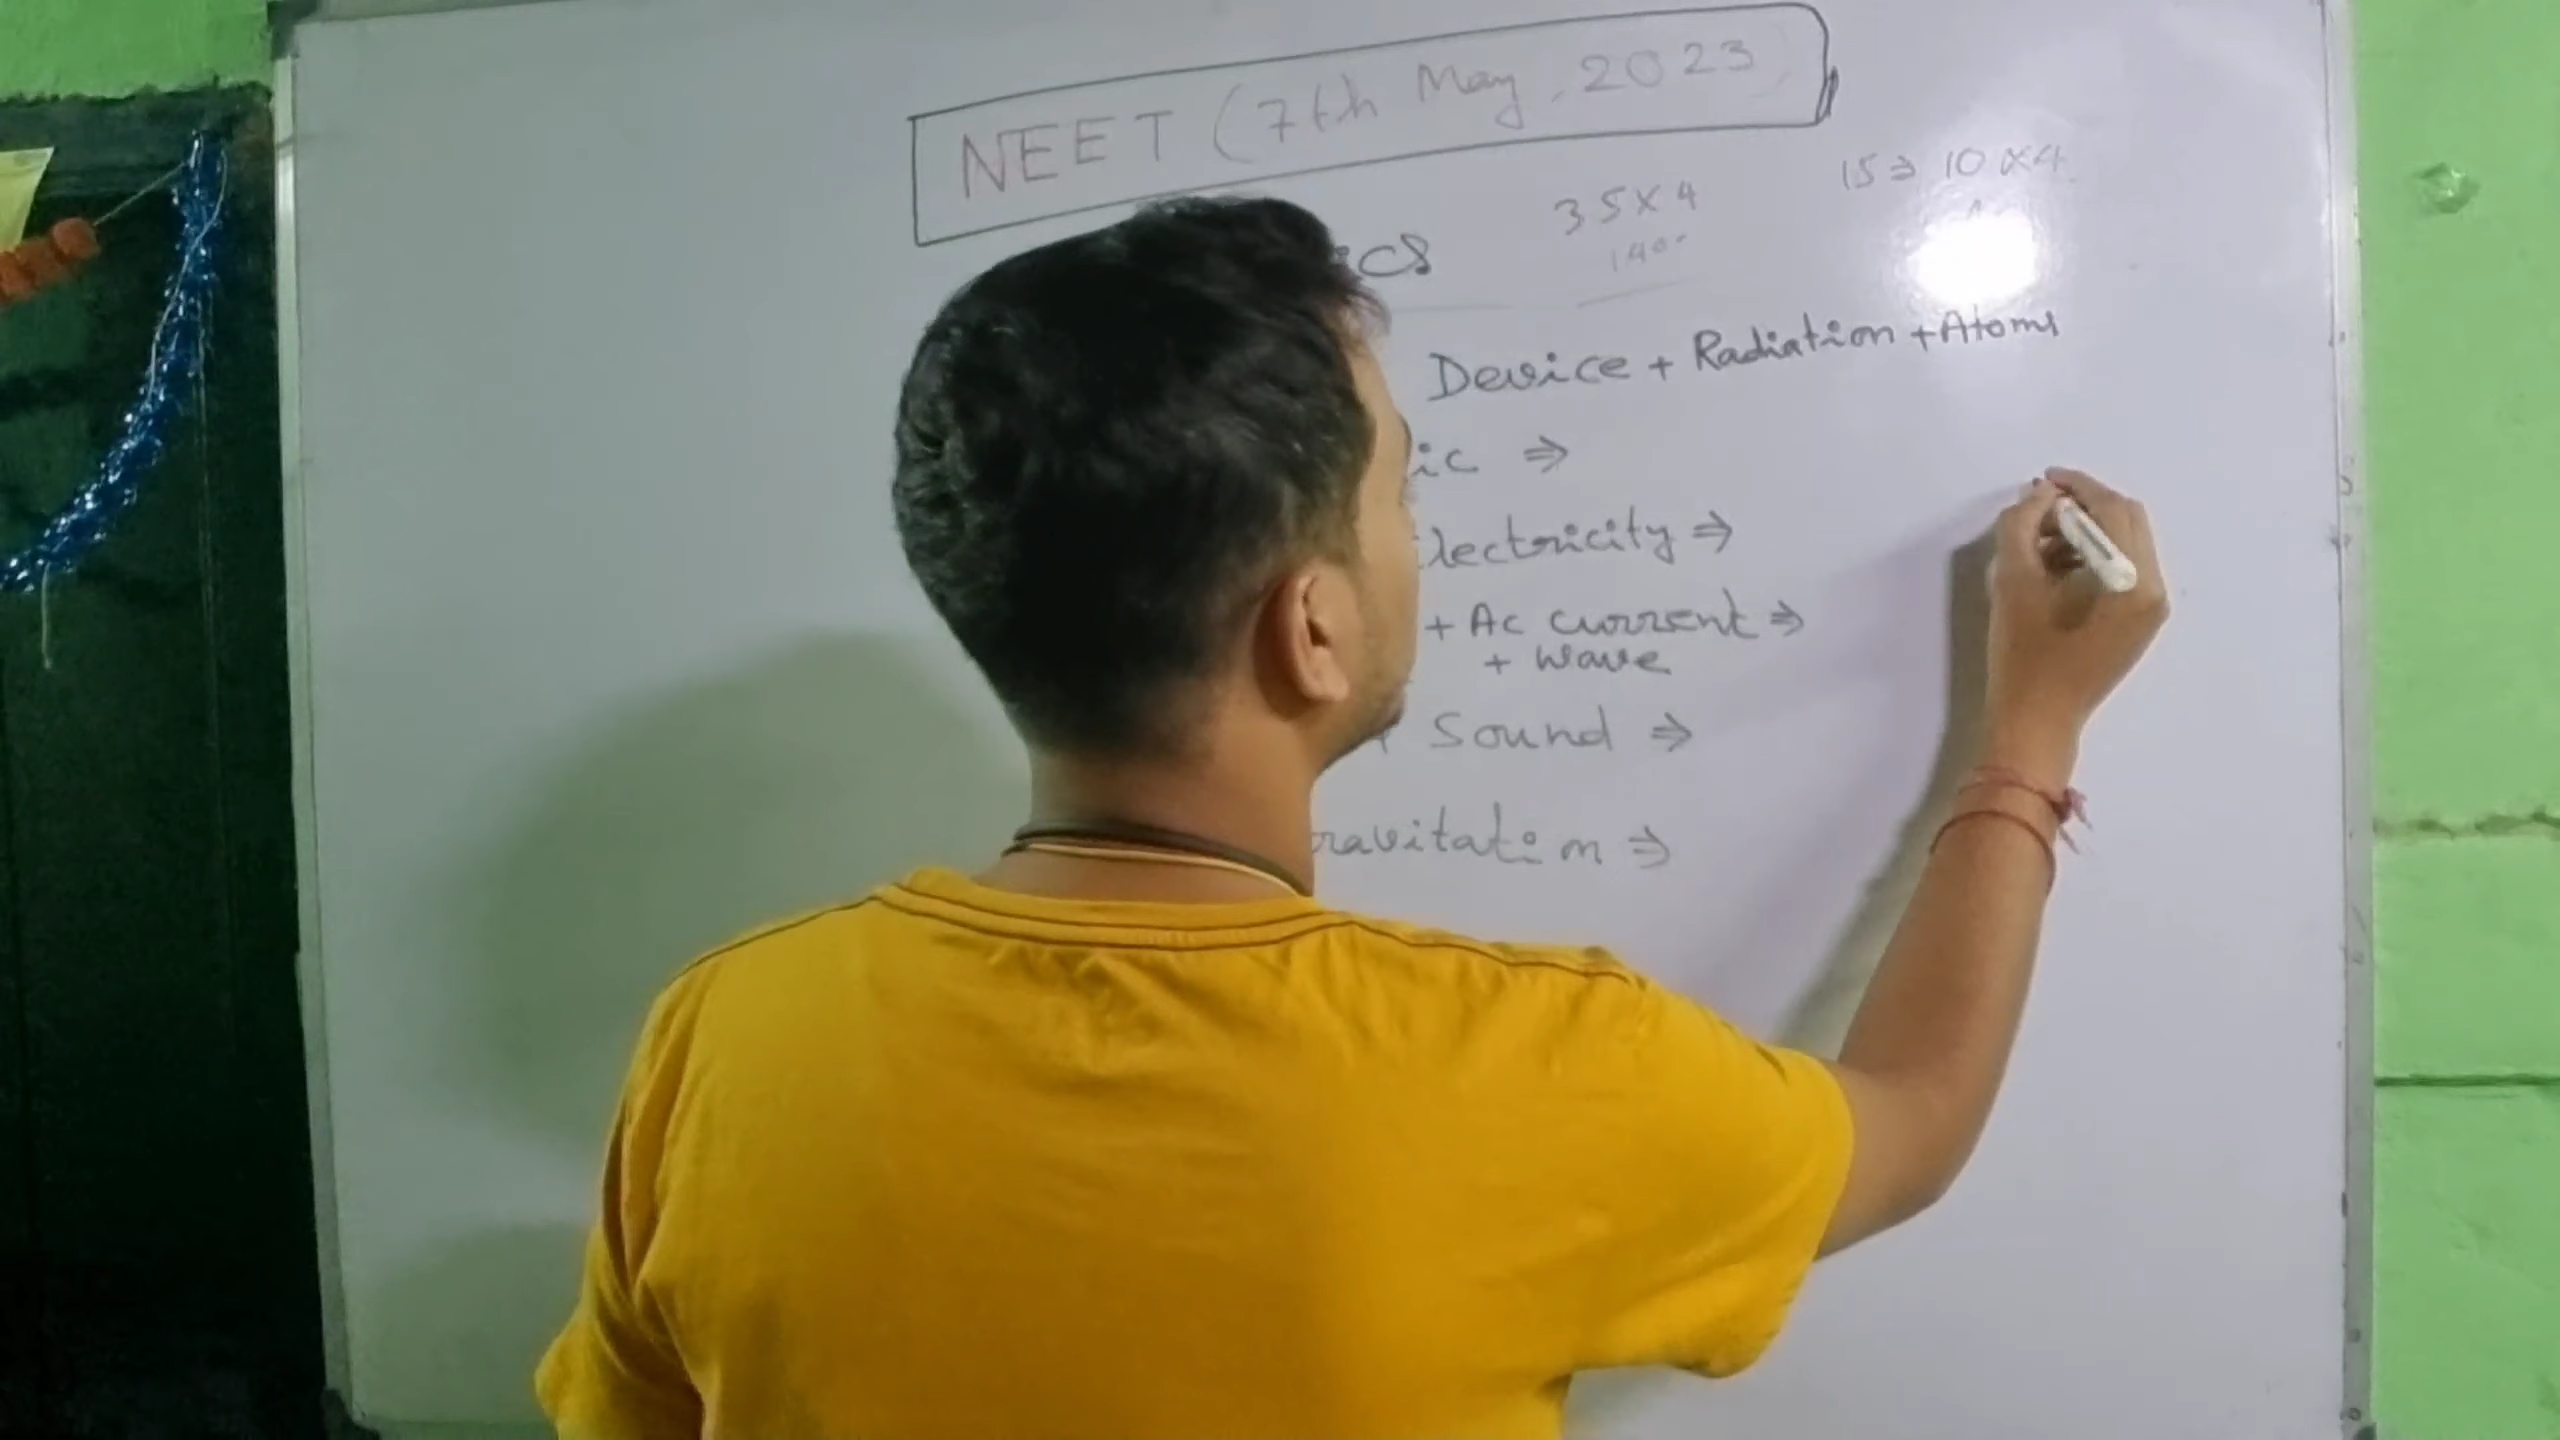 NEET (7th May, 2023)
ics
35 x 4
140
15 ⇒ 10 x 4
Device + Radiation + Atoms
ic ⇒
lectricity ⇒
+ Ac current ⇒
+ wave
+ Sound ⇒
ravitation ⇒